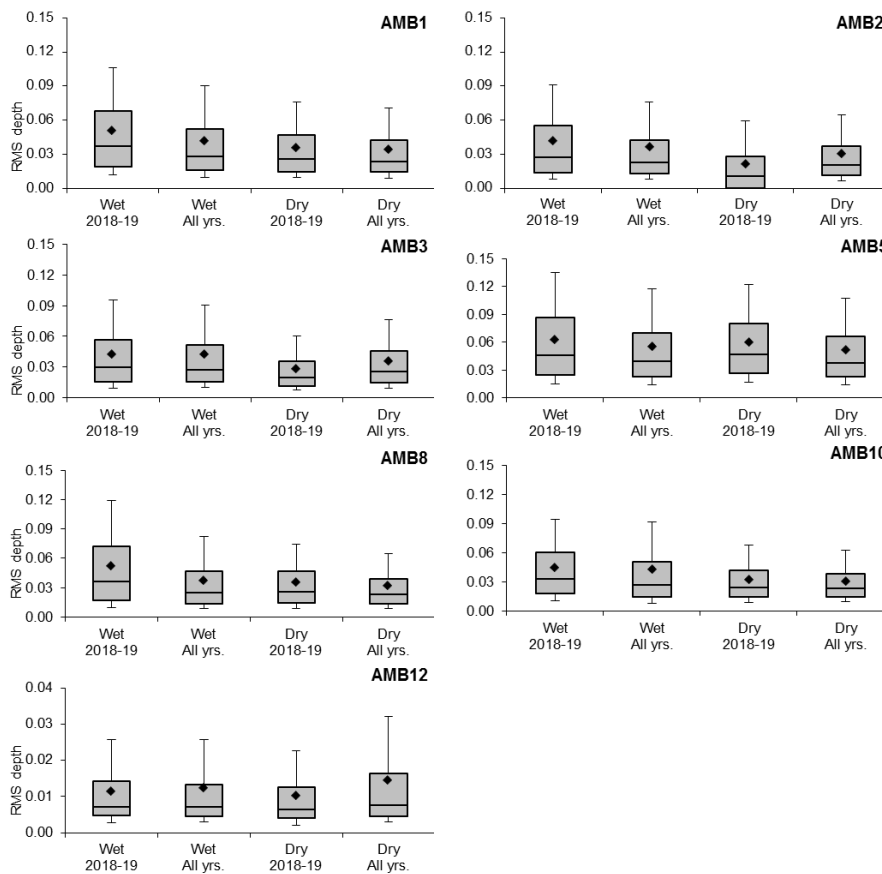 AMB1
RMS depth
0.15
0.12
0.09
0.06
0.03
0.00
Wet
2018-19
Wet
All yrs.
Dry
2018-19
Dry
All yrs.
AMB2
0.15
0.12
0.09
0.06
0.03
0.00
Wet
2018-19
Wet
All yrs.
Dry
2018-19
Dry
All yrs.
AMB3
RMS depth
0.15
0.12
0.09
0.06
0.03
0.00
Wet
2018-19
Wet
All yrs.
Dry
2018-19
Dry
All yrs.
AMB5
0.15
0.12
0.09
0.06
0.03
0.00
Wet
2018-19
Wet
All yrs.
Dry
2018-19
Dry
All yrs.
AMB8
RMS depth
0.15
0.12
0.09
0.06
0.03
0.00
Wet
2018-19
Wet
All yrs.
Dry
2018-19
Dry
All yrs.
AMB10
0.15
0.12
0.09
0.06
0.03
0.00
Wet
2018-19
Wet
All yrs.
Dry
2018-19
Dry
All yrs.
AMB12
RMS depth
0.04
0.03
0.02
0.01
0.00
Wet
2018-19
Wet
All yrs.
Dry
2018-19
Dry
All yrs.